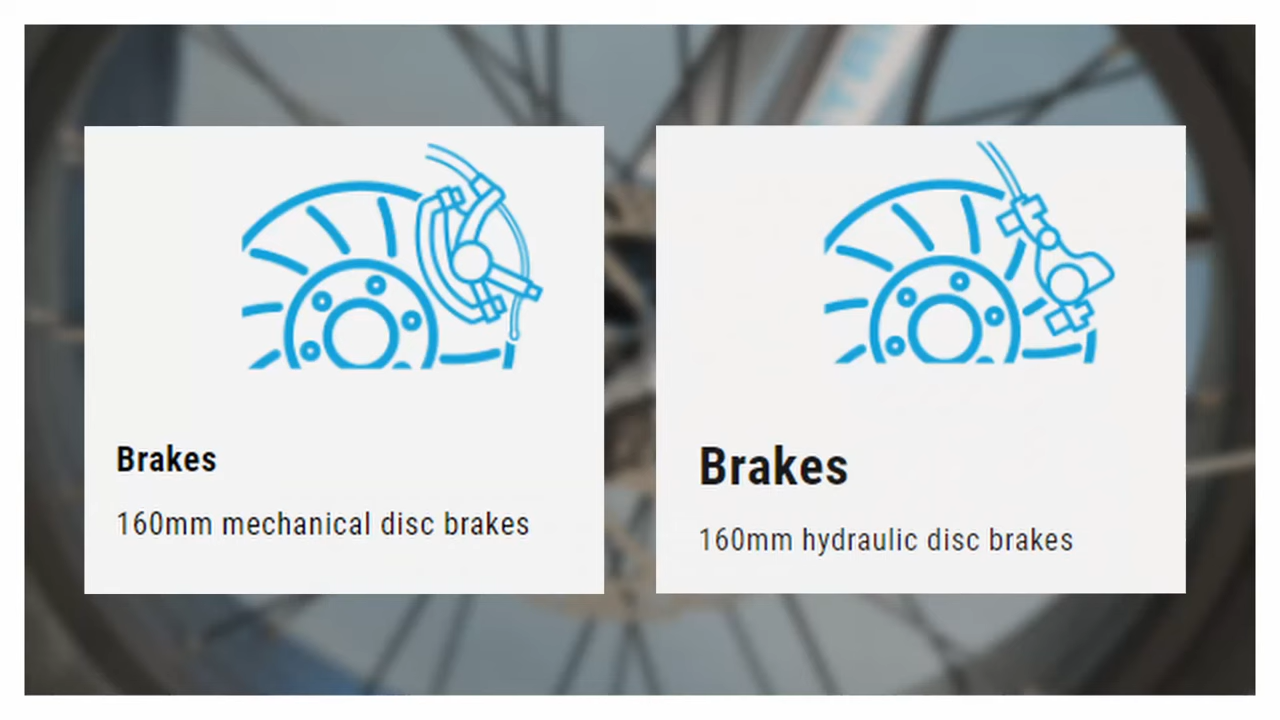 Brakes
160mm mechanical disc brakes
Brakes
160mm hydraulic disc brakes